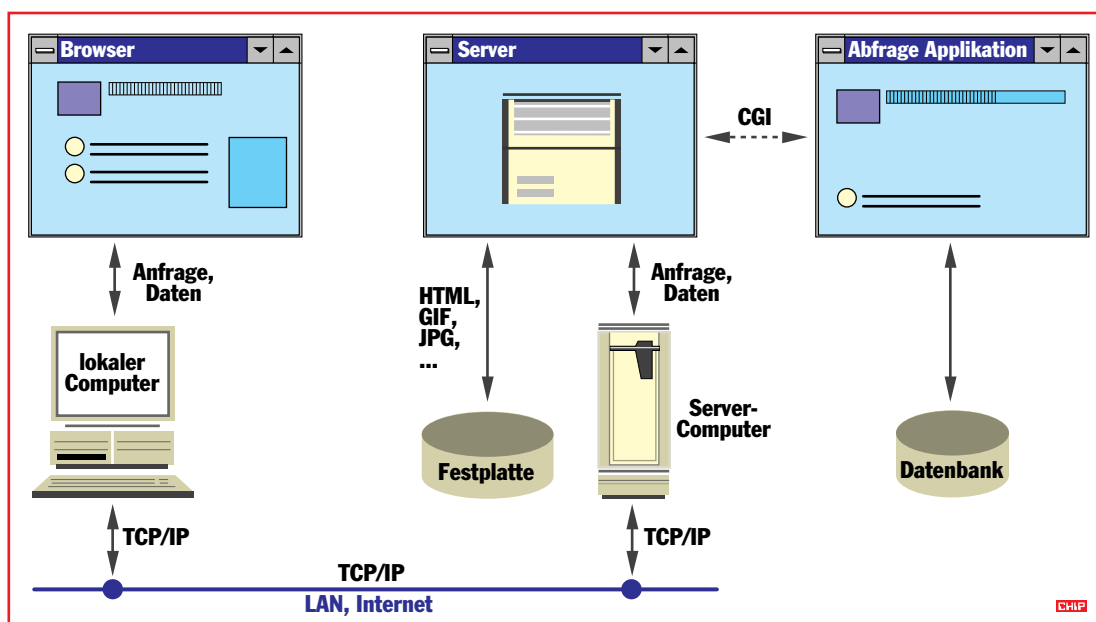 Browser
Server
Abfrage Applikation
CGI
Anfrage,
Daten
HTML,
GIF,
JPG,
...
Anfrage,
Daten
lokaler
Computer
Server-
Computer
Festplatte
Datenbank
TCP/IP
TCP/IP
TCP/IP
LAN, Internet
CHIP